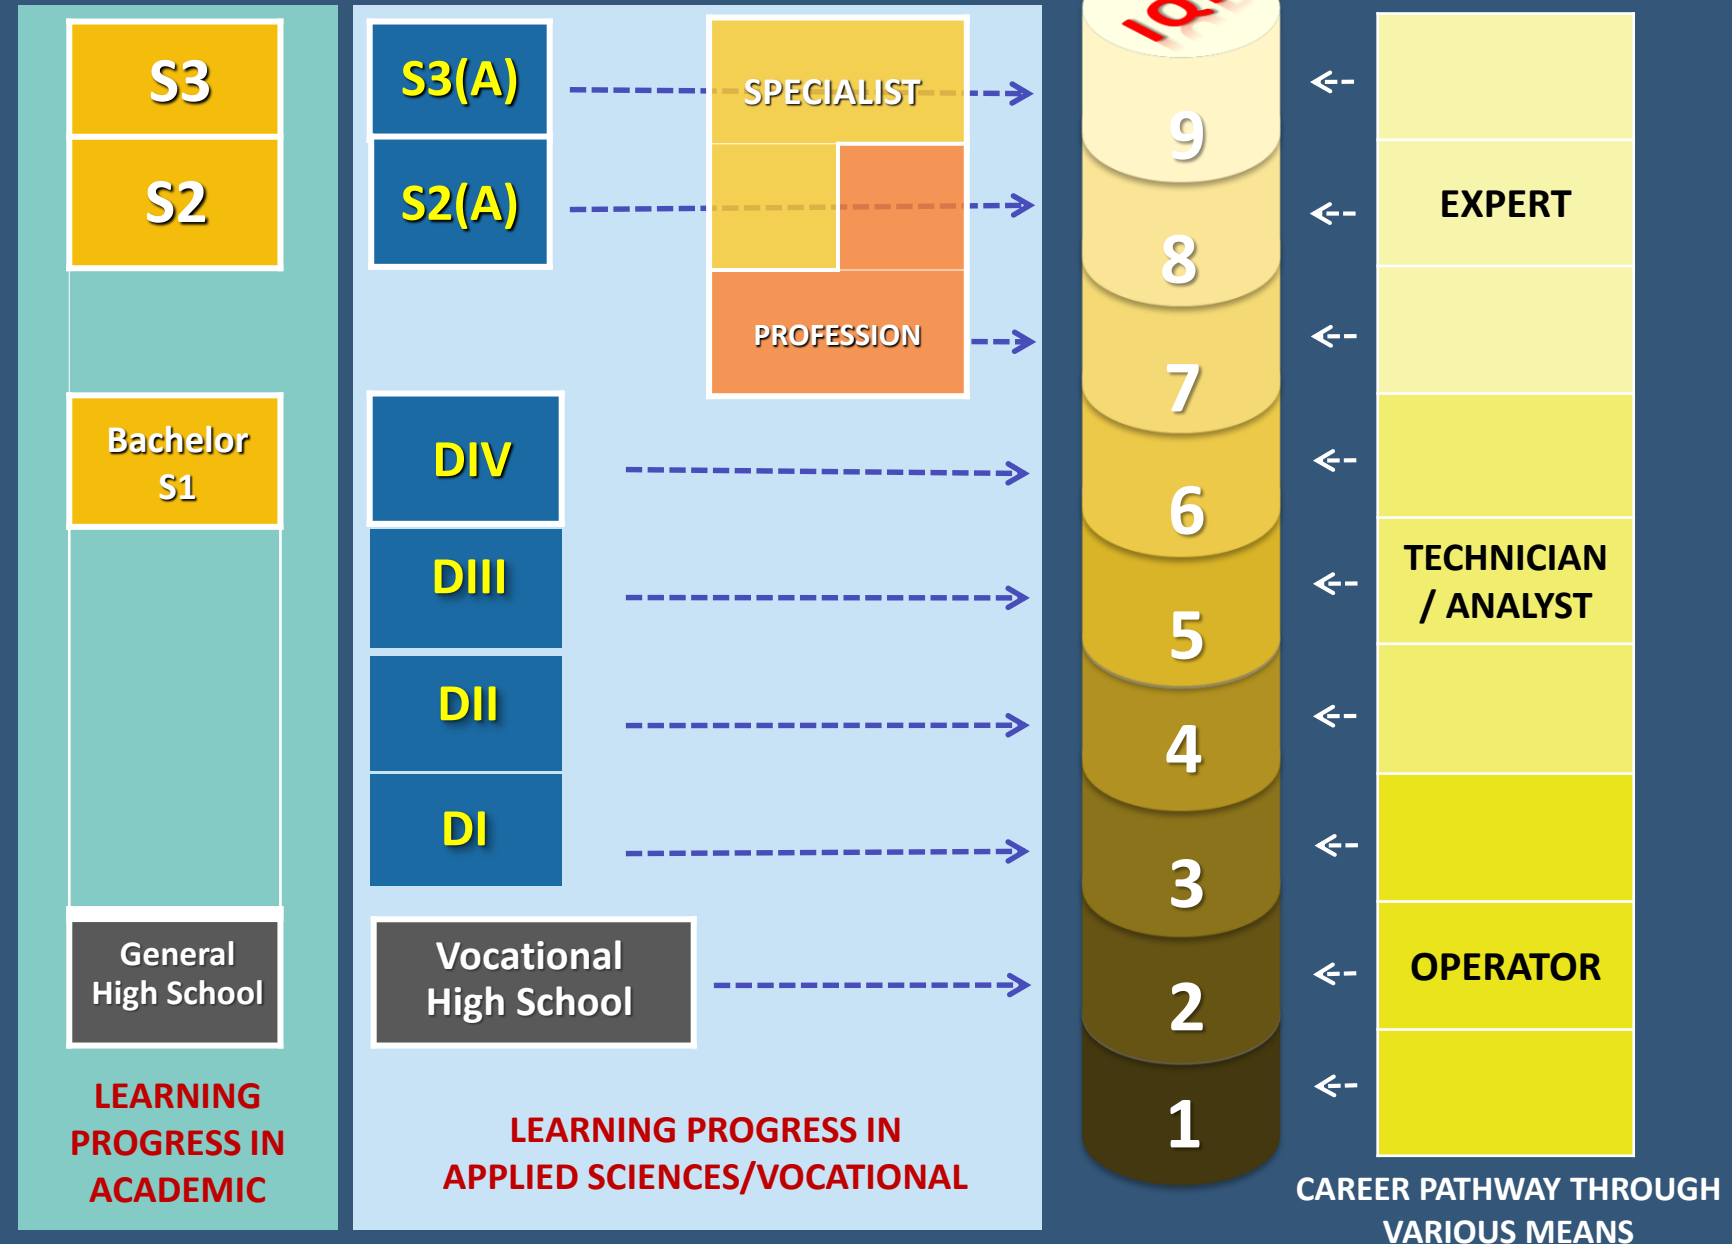 S3
S2
Bachelor
S1
General
High School
LEARNING
PROGRESS IN
ACADEMIC
S3(A)
S2(A)
DIV
DIII
DII
DI
Vocational
High School
SPECIALIST
PROFESSION
LEARNING PROGRESS IN
APPLIED SCIENCES/VOCATIONAL
9
8
7
6
5
4
3
2
1
EXPERT
TECHNICIAN
/ ANALYST
OPERATOR
CAREER PATHWAY THROUGH
VARIOUS MEANS